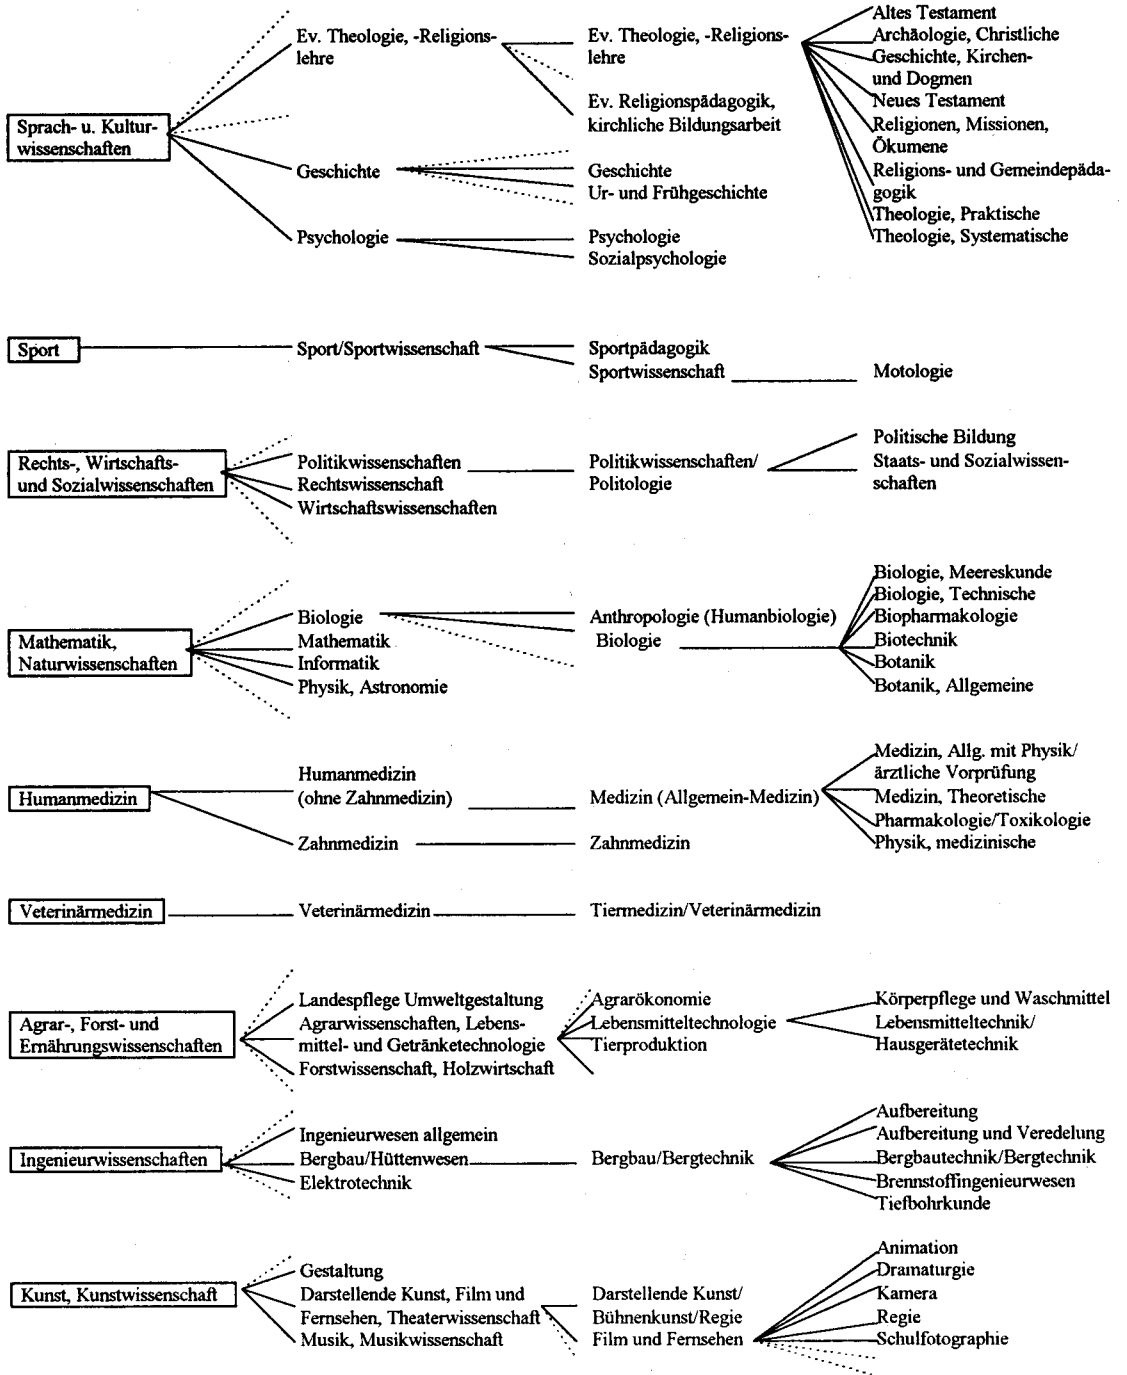 Sprach- u. Kultur-
wissenschaften
Ev. Theologie, -Religions-
lehre
Geschichte
Psychologie
Ev. Theologie, -Religions-
lehre
Ev. Religionspädagogik,
kirchliche Bildungsarbeit
Geschichte
Ur- und Frühgeschichte
Psychologie
Sozialpsychologie
Altes Testament
Archäologie, Christliche
Geschichte, Kirchen-
und Dogmen
Neues Testament
Religionen, Missionen,
Ökumene
Religions- und Gemeindepäda-
gogik
Theologie, Praktische
Theologie, Systematische
Sport
Sport/Sportwissenschaft
Sportpädagogik
Sportwissenschaft
Motologie
Rechts-, Wirtschafts-
und Sozialwissenschaften
Politikwissenschaften
Rechtswissenschaft
Wirtschaftswissenschaften
Politikwissenschaften/
Politologie
Politische Bildung
Staats- und Sozialwissen-
schaften
Mathematik,
Naturwissenschaften
Biologie
Mathematik
Informatik
Physik, Astronomie
Anthropologie (Humanbiologie)
Biologie
Biologie, Meereskunde
Biologie, Technische
Biopharmakologie
Biotechnik
Botanik
Botanik, Allgemeine
Humanmedizin
Humanmedizin
(ohne Zahnmedizin)
Zahnmedizin
Medizin (Allgemein-Medizin)
Zahnmedizin
Medizin, Allg. mit Physik/
ärztliche Vorprüfung
Medizin, Theoretische
Pharmakologie/Toxikologie
Physik, medizinische
Veterinärmedizin
Veterinärmedizin
Tiermedizin/Veterinärmedizin
Agrar-, Forst- und
Ernährungswissenschaften
Landespflege Umweltgestaltung
Agrarwissenschaften, Lebens-
mittel- und Getränketechnologie
Forstwissenschaft, Holzwirtschaft
Agrarökonomie
Lebensmitteltechnologie
Tierproduktion
Körperpflege und Waschmittel
Lebensmitteltechnik/
Hausgerätetechnik
Ingenieurwissenschaften
Ingenieurwesen allgemein
Bergbau/Hüttenwesen
Elektrotechnik
Bergbau/Bergtechnik
Aufbereitung
Aufbereitung und Veredelung
Bergbautechnik/Bergtechnik
Brennstoffingenieurwesen
Tiefbohrkunde
Kunst, Kunstwissenschaft
Gestaltung
Darstellende Kunst, Film und
Fernsehen, Theaterwissenschaft
Musik, Musikwissenschaft
Darstellende Kunst/
Bühnenkunst/Regie
Film und Fernsehen
Animation
Dramaturgie
Kamera
Regie
Schulfotographie